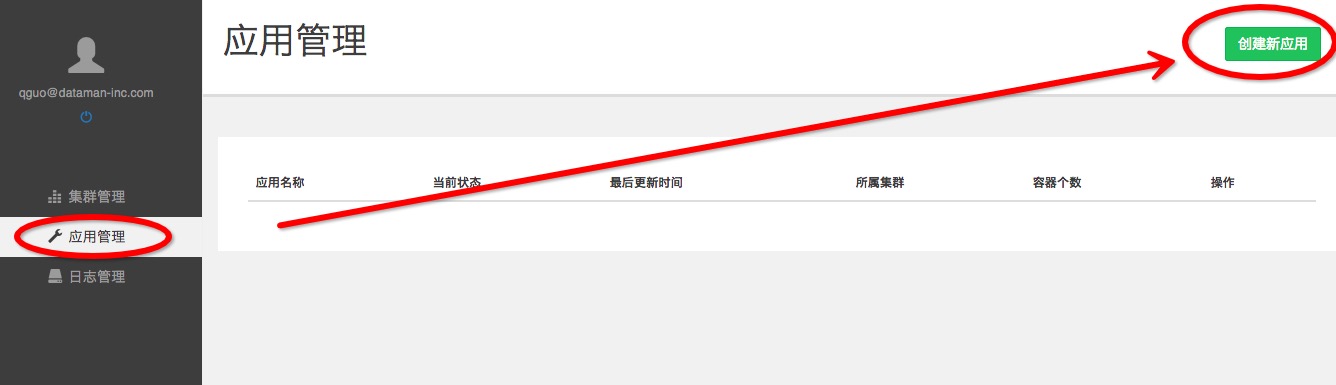 qguo@dataman-inc.com
集群管理
应用管理
日志管理
应用管理
创建新应用
应用名称 当前状态 最后更新时间 所属集群 容器个数 操作